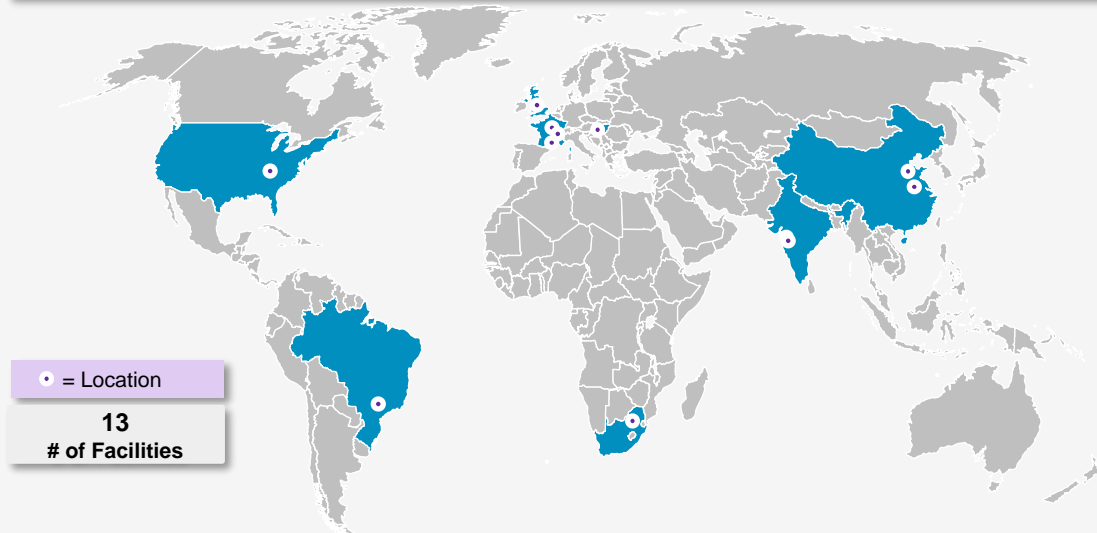 = Location
13
# of Facilities